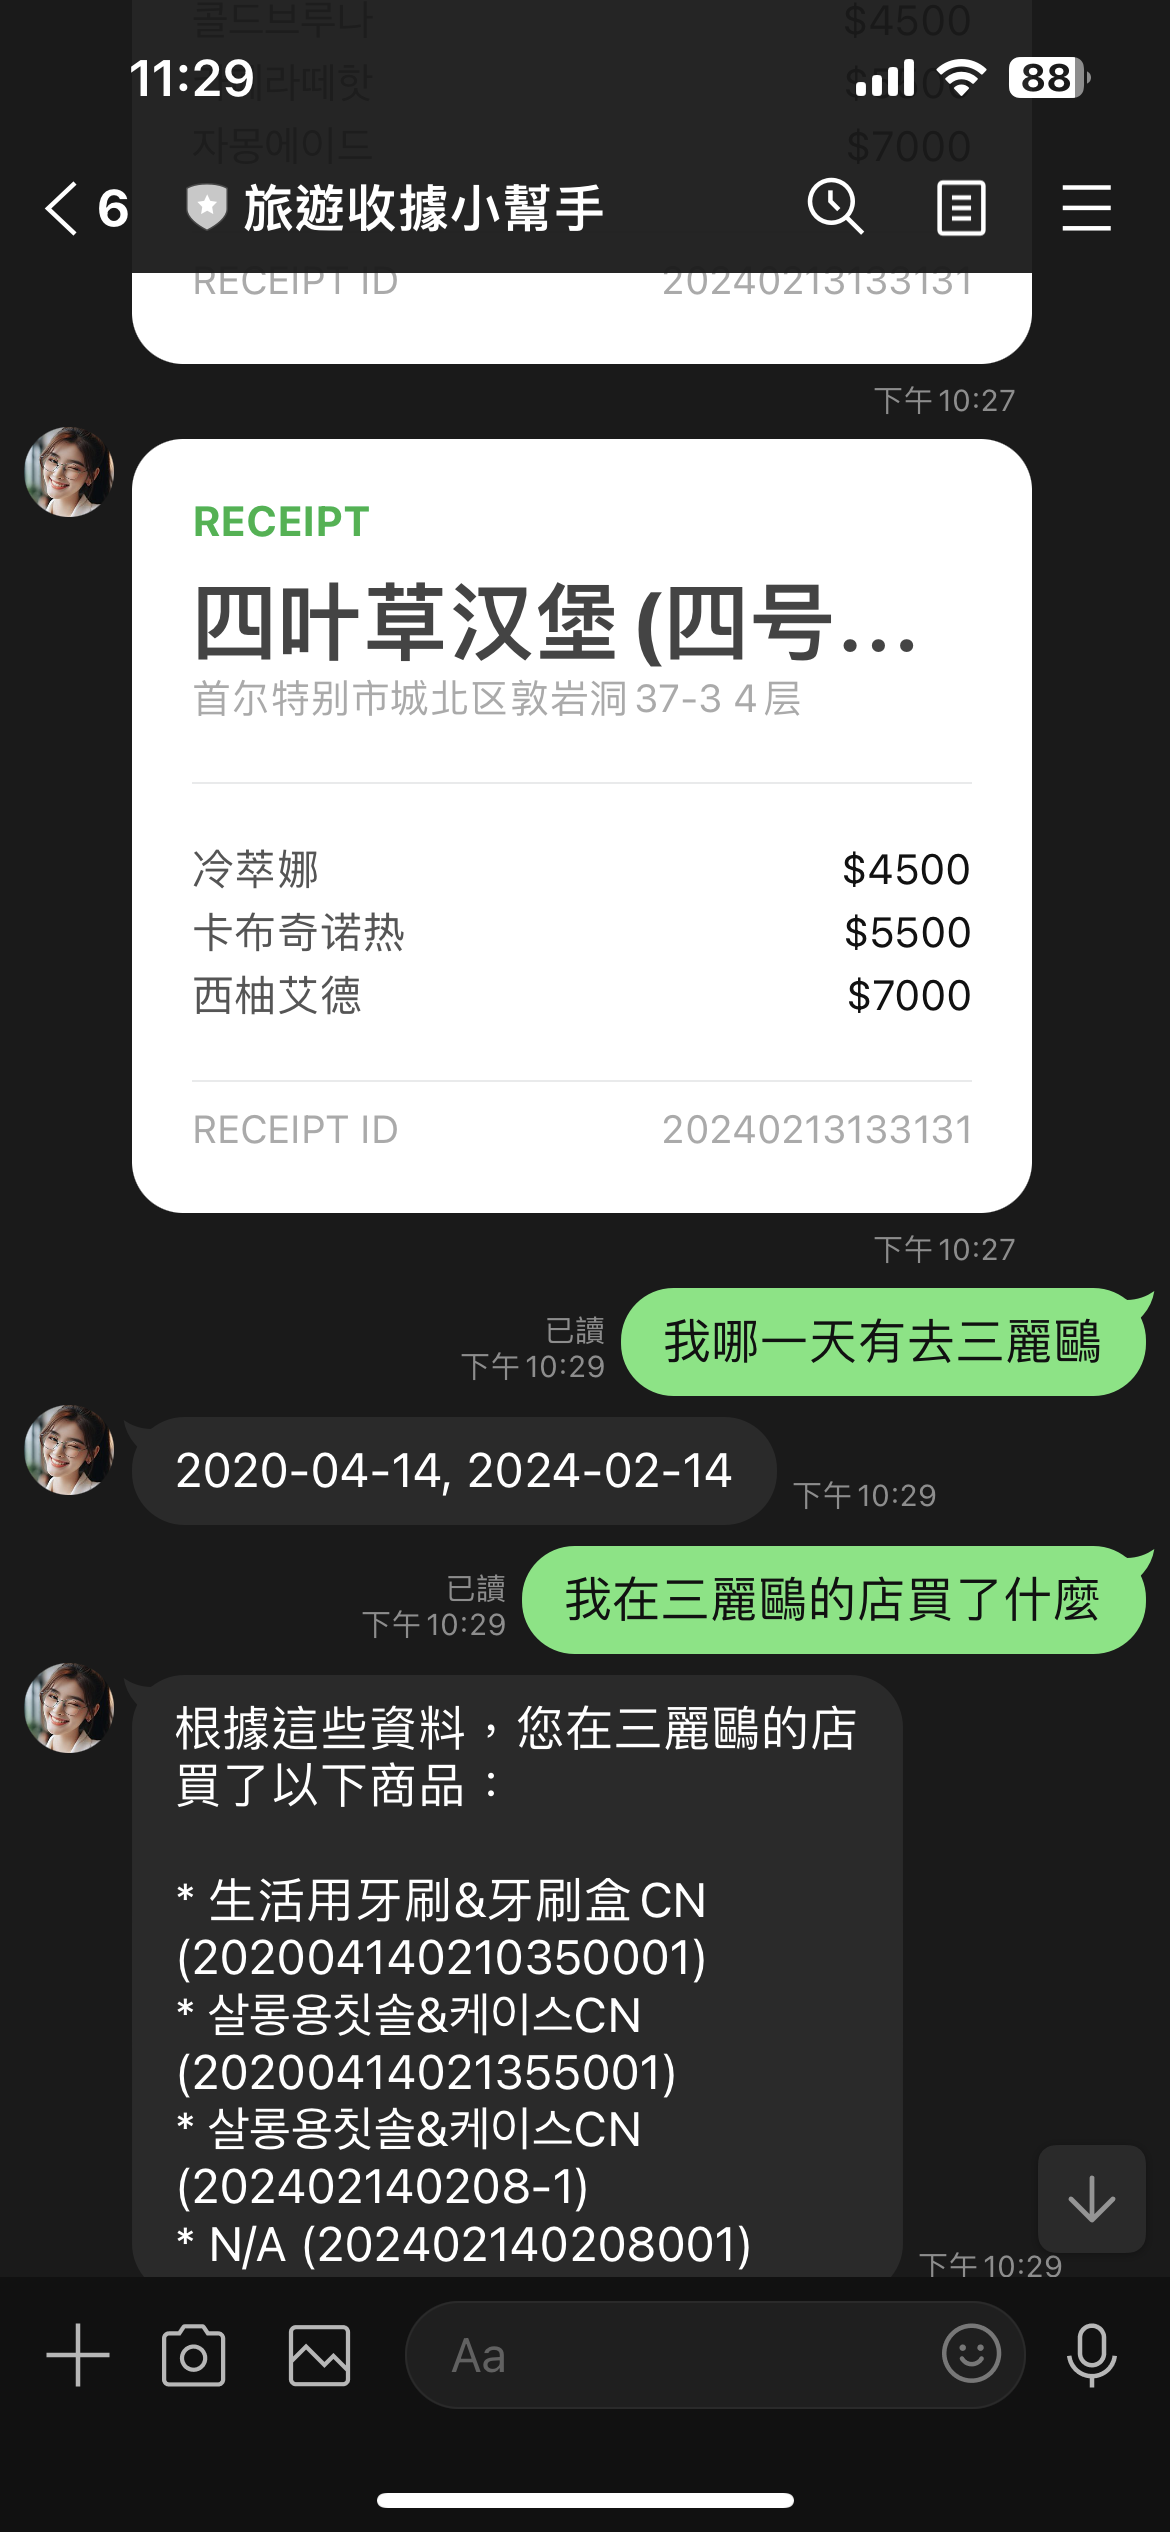 콜드브루나 $4500
11:29 88
자몽에이드 $7000
6 旅遊收據小幫手
RECEIPT ID 20240213133131
下午10:27
RECEIPT
四叶草汉堡 (四号...
首尔特别市城北区敦岩洞 37-3 4 层
冷萃娜 $4500
卡布奇诺热 $5500
西柚艾德 $7000
RECEIPT ID 20240213133131
下午10:27
已讀
下午10:29
我哪一天有去三麗鷗
2020-04-14, 2024-02-14
下午10:29
已讀
下午10:29
我在三麗鷗的店買了什麼
根據這些資料，您在三麗鷗的店
買了以下商品：
* 生活用牙刷&牙刷盒 CN
(202004140210350001)
* 살롱용칫솔&케이스CN
(20200414021355001)
* 살롱용칫솔&케이스CN
(202402140208-1)
* N/A (202402140208001)
下午10:29
Aa